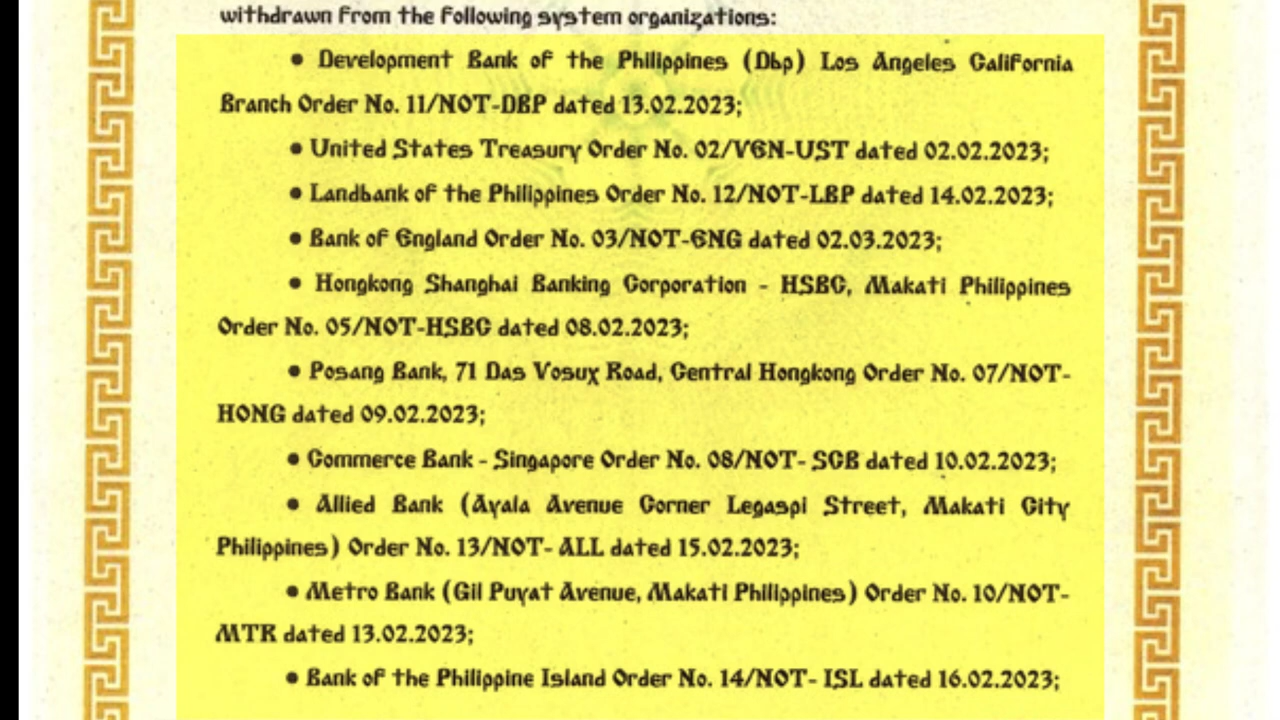 withdrawn from the following system organizations:
● Development Bank of the Philippines (Dbp) Los Angeles California
Branch Order No. 11/NOT-DBP dated 13.02.2023;
● United States Treasury Order No. 02/VEN-UST dated 02.02.2023;
● Landbank of the Philippines Order No. 12/NOT-LBP dated 14.02.2023;
● Bank of England Order No. 03/NOT-ENG dated 02.03.2023;
● Hongkong Shanghai Banking Corporation - HSBC, Makati Philippines
Order No. 05/NOT-HSBC dated 08.02.2023;
● Posang Bank, 71 Das Vosux Road, Central Hongkong Order No. 07/NOT-
HONG dated 09.02.2023;
● Commerce Bank - Singapore Order No. 08/NOT- SGB dated 10.02.2023;
● Allied Bank (Ayala Avenue Corner Legaspi Street, Makati City
Philippines) Order No. 13/NOT- ALL dated 15.02.2023;
● Metro Bank (Gil Puyat Avenue, Makati Philippines) Order No. 10/NOT-
MTR dated 13.02.2023;
● Bank of the Philippine Island Order No. 14/NOT- ISL dated 16.02.2023;